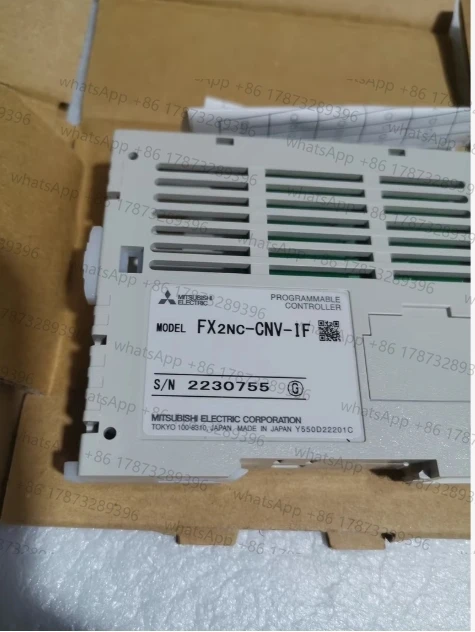 MITSUBISHI
ELECTRIC
PROGRAMMABLE
CONTROLLER
MODEL FX2NC-CNV-IF
S/N 2230755 G
MITSUBISHI ELECTRIC CORPORATION
TOKYO 100-8310, JAPAN MADE IN JAPAN Y550D22201C
whatsApp +86 17873289396